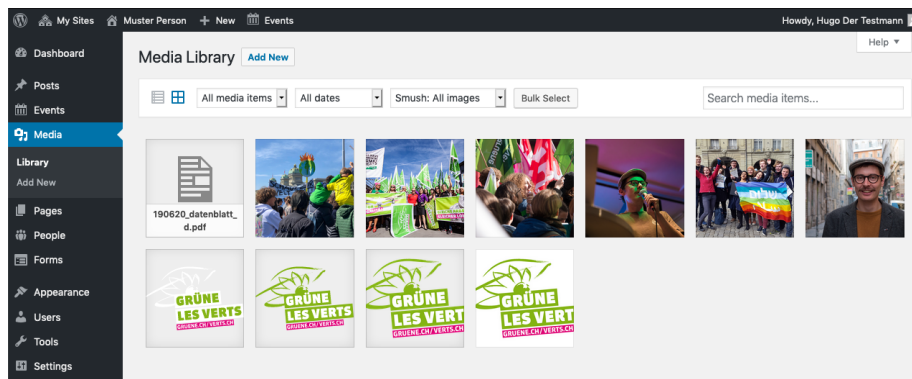 My Sites Muster Person + New Events Howdy, Hugo Der Testmann
Help ▼
Dashboard
Posts
Events
Media
Library
Add New
Pages
People
Forms
Appearance
Users
Tools
Settings
Media Library Add New
All media items All dates Smush: All images Bulk Select Search media items...
190620_datenblatt_
d.pdf
שלום
GRÜNE
LES VERTS
GRUENE.CH/VERTS.CH
GRÜNE
LES VERTS
GRUENE.CH/VERTS.CH
GRÜNE
LES VERT
GRUENE.CH/VERTS.CH
GRÜNE
LES VERT
GRUENE.CH/VERTS.CH